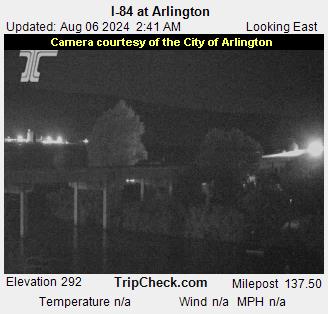 I-84 at Arlington
Updated: Aug 06 2024 2:41 AM Looking East
Camera courtesy of the City of Arlington
Elevation 292 TripCheck.com Milepost 137.50
Temperature n/a Wind n/a MPH n/a